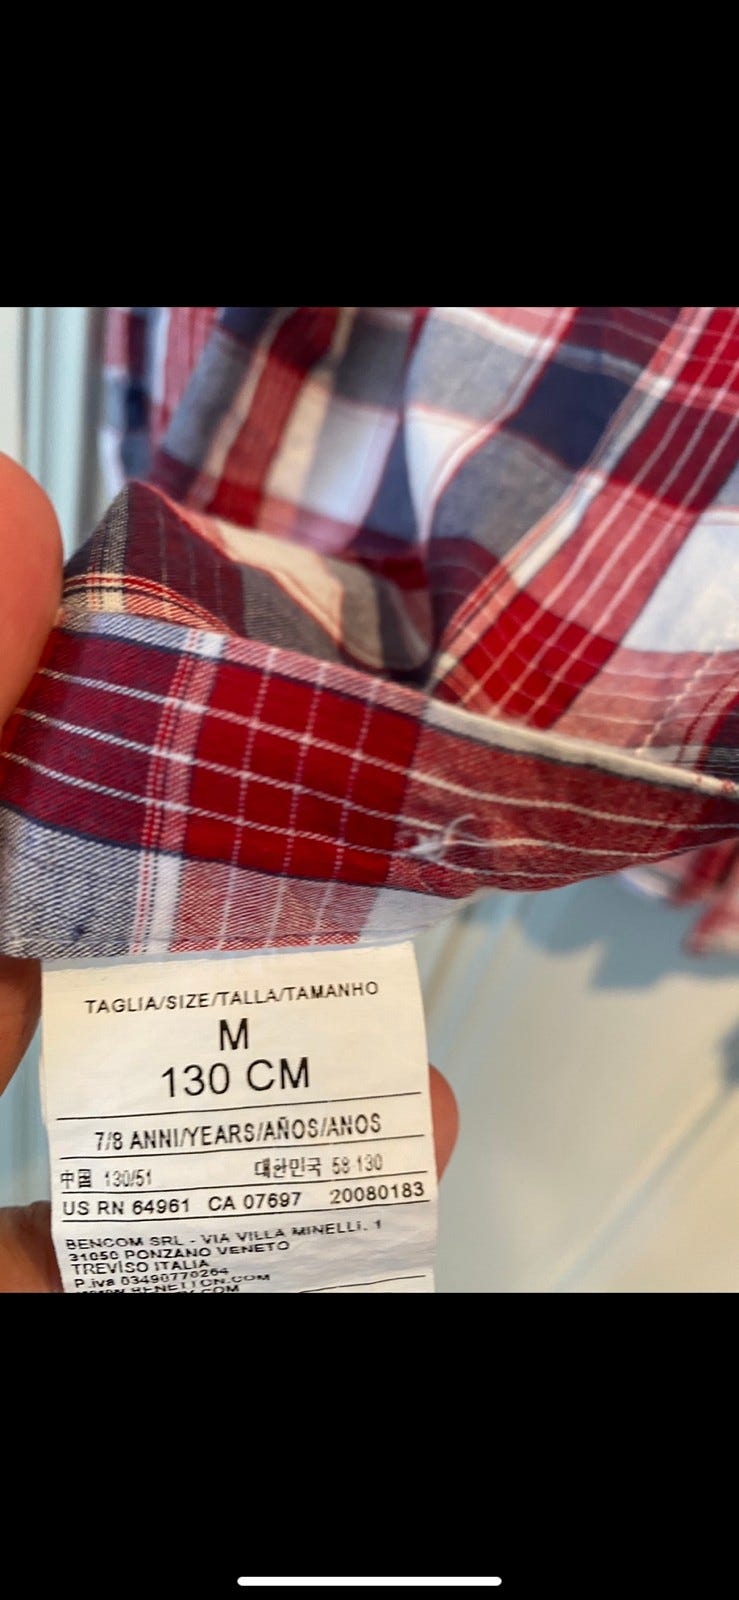 TAGLIA/SIZE/TALLA/TAMANHO
M
130 CM
7/8 ANNI/YEARS/AÑOS/ANOS
中国 130/51 대한민국 58-130
US RN 64961 CA 07697 20080183
BENCOM SRL - VIA VILLA MINELLI, 1
31050 PONZANO VENETO
TREVISO ITALIA
P.iva 03490770264